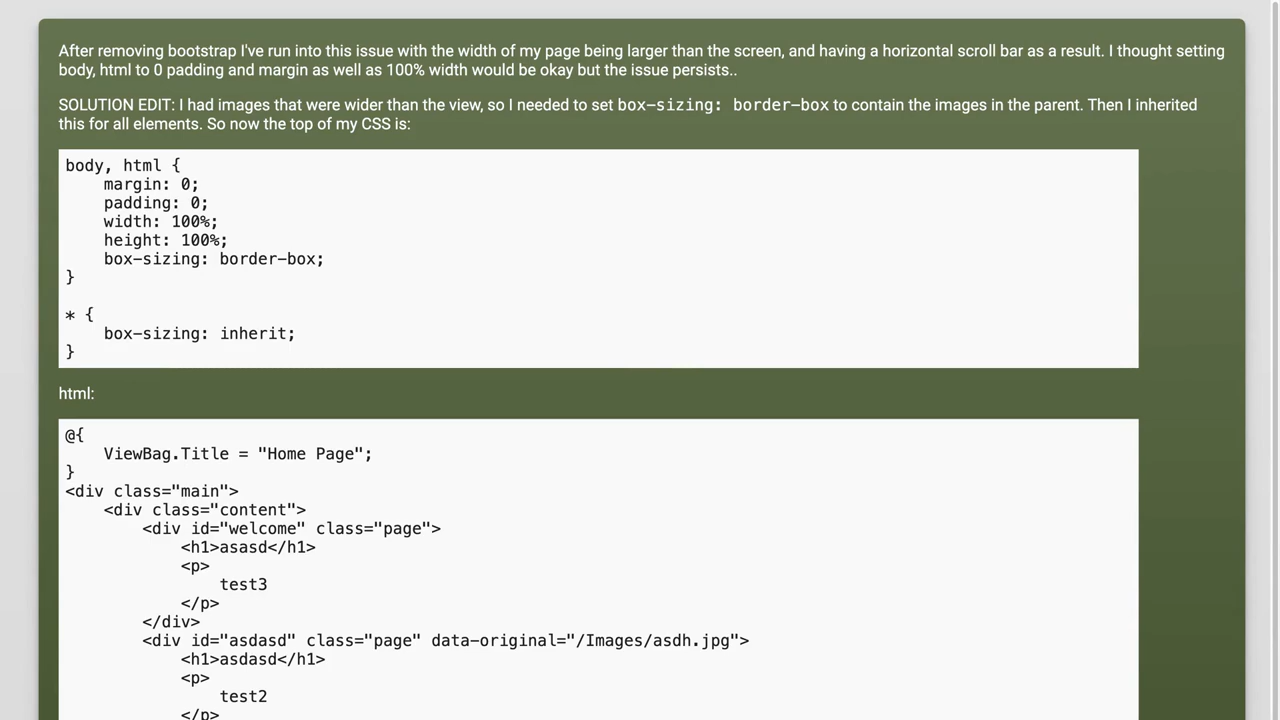 After removing bootstrap I've run into this issue with the width of my page being larger than the screen, and having a horizontal scroll bar as a result. I thought setting
body, html to 0 padding and margin as well as 100% width would be okay but the issue persists..
SOLUTION EDIT: I had images that were wider than the view, so I needed to set box-sizing: border-box to contain the images in the parent. Then I inherited
this for all elements. So now the top of my CSS is:
body, html {
    margin: 0;
    padding: 0;
    width: 100%;
    height: 100%;
    box-sizing: border-box;
}
* {
    box-sizing: inherit;
}
html:
@{
    ViewBag.Title = "Home Page";
}
<div class="main">
    <div class="content">
        <div id="welcome" class="page">
            <h1>asasd</h1>
            <p>
                test3
            </p>
        </div>
        <div id="asdasd" class="page" data-original="/Images/asdh.jpg">
            <h1>asdasd</h1>
            <p>
                test2
            </p>